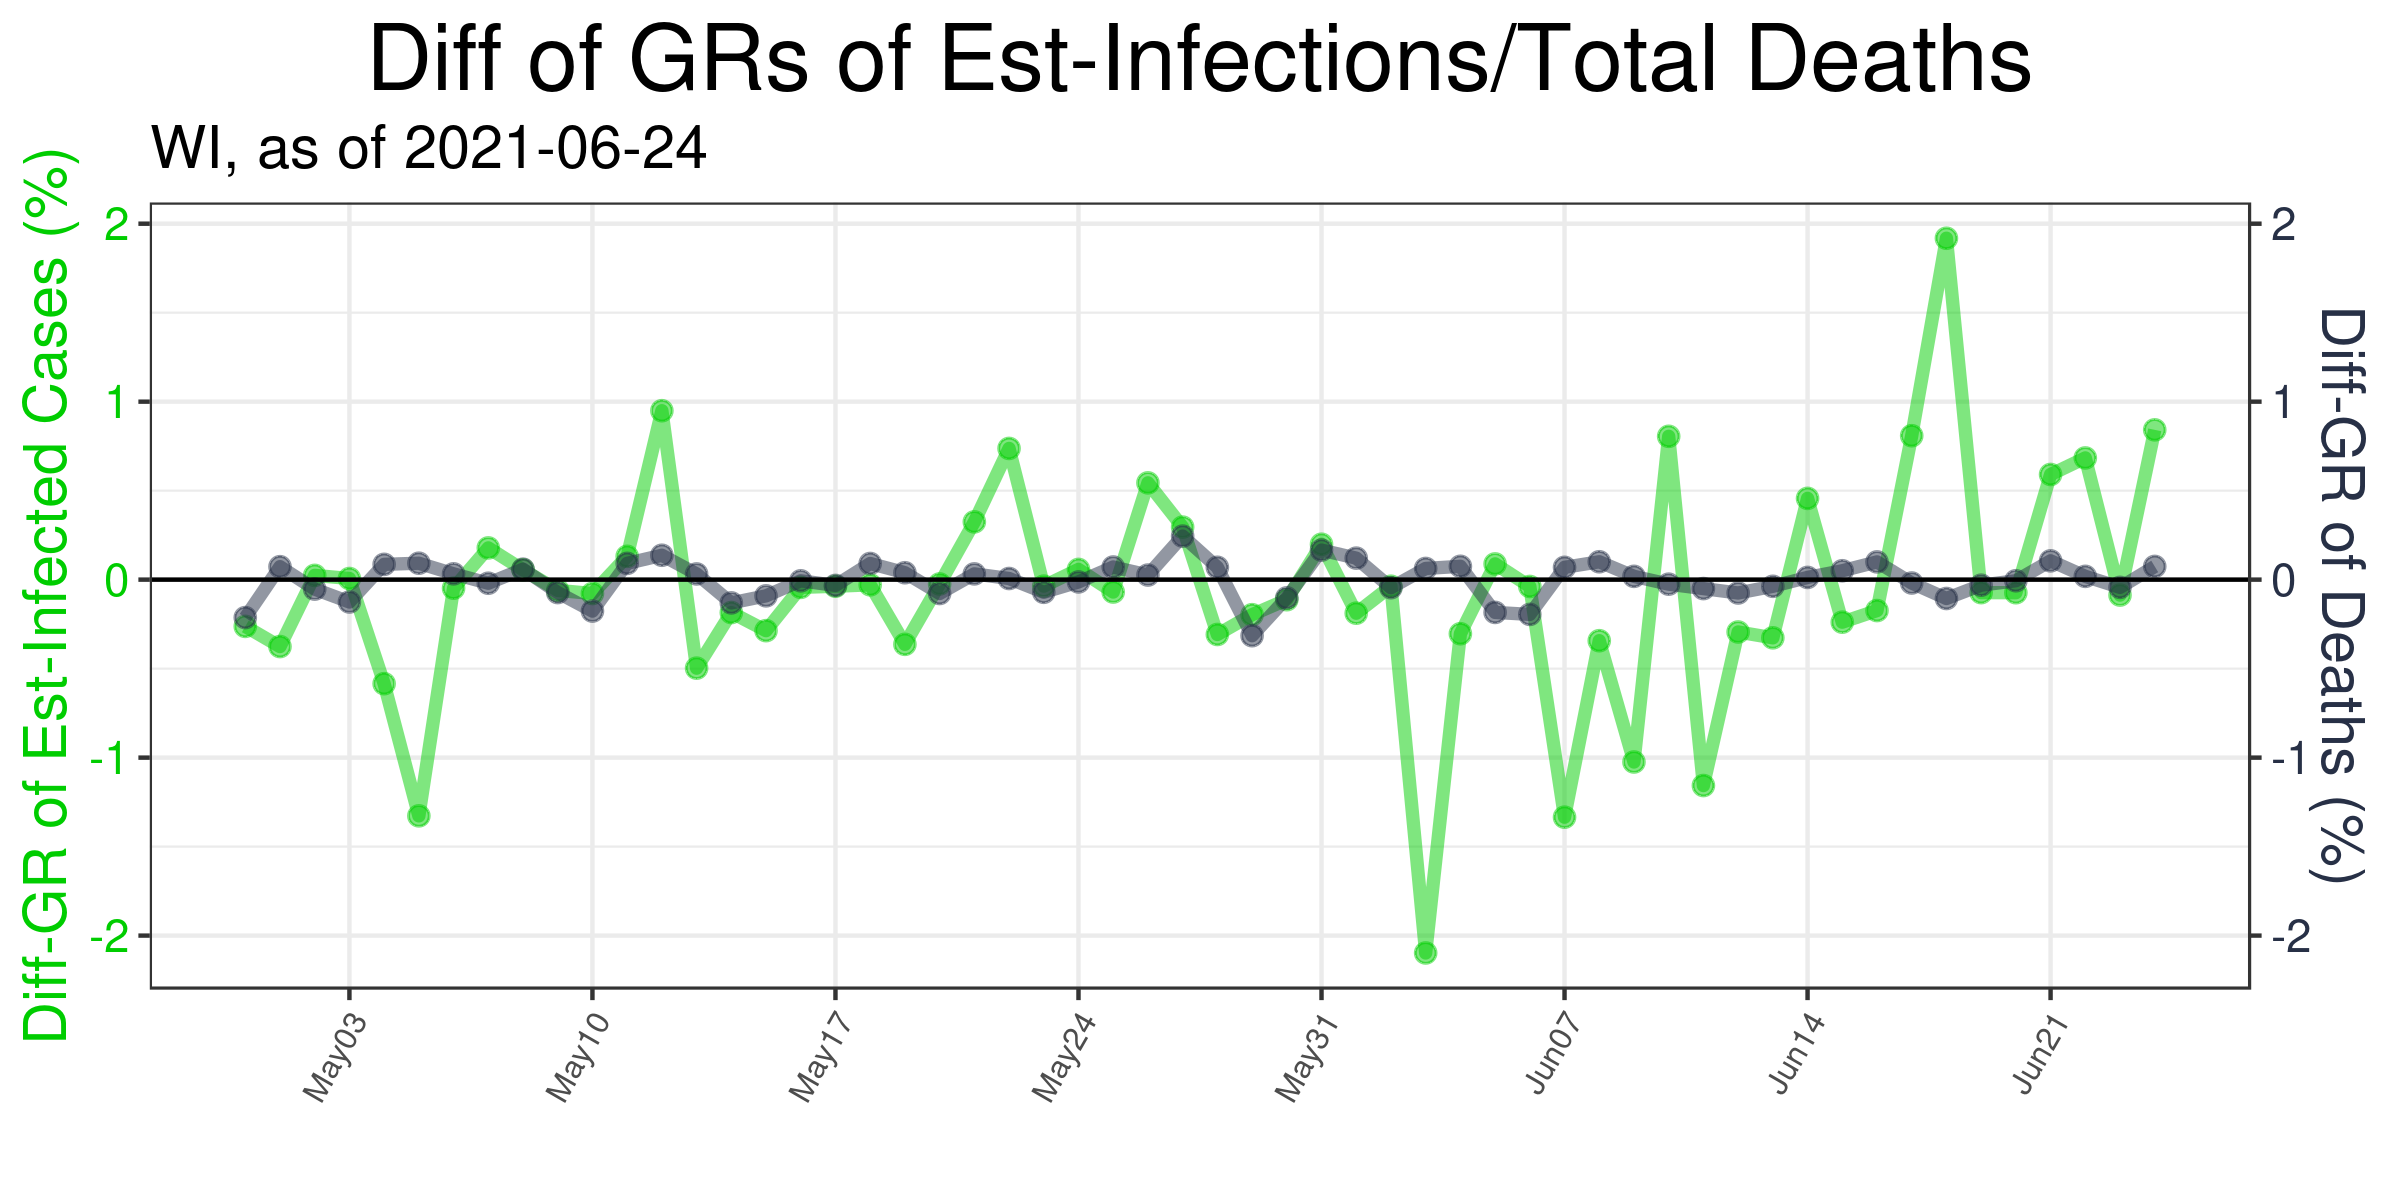 Diff of GRs of Est-Infections/Total Deaths
WI, as of 2021-06-24
Diff-GR of Est-Infected Cases (%)
2
1
0
-1
-2
2
1
0
-1
-2
Diff-GR of Deaths (%)
May03
May10
May17
May24
May31
Jun07
Jun14
Jun21